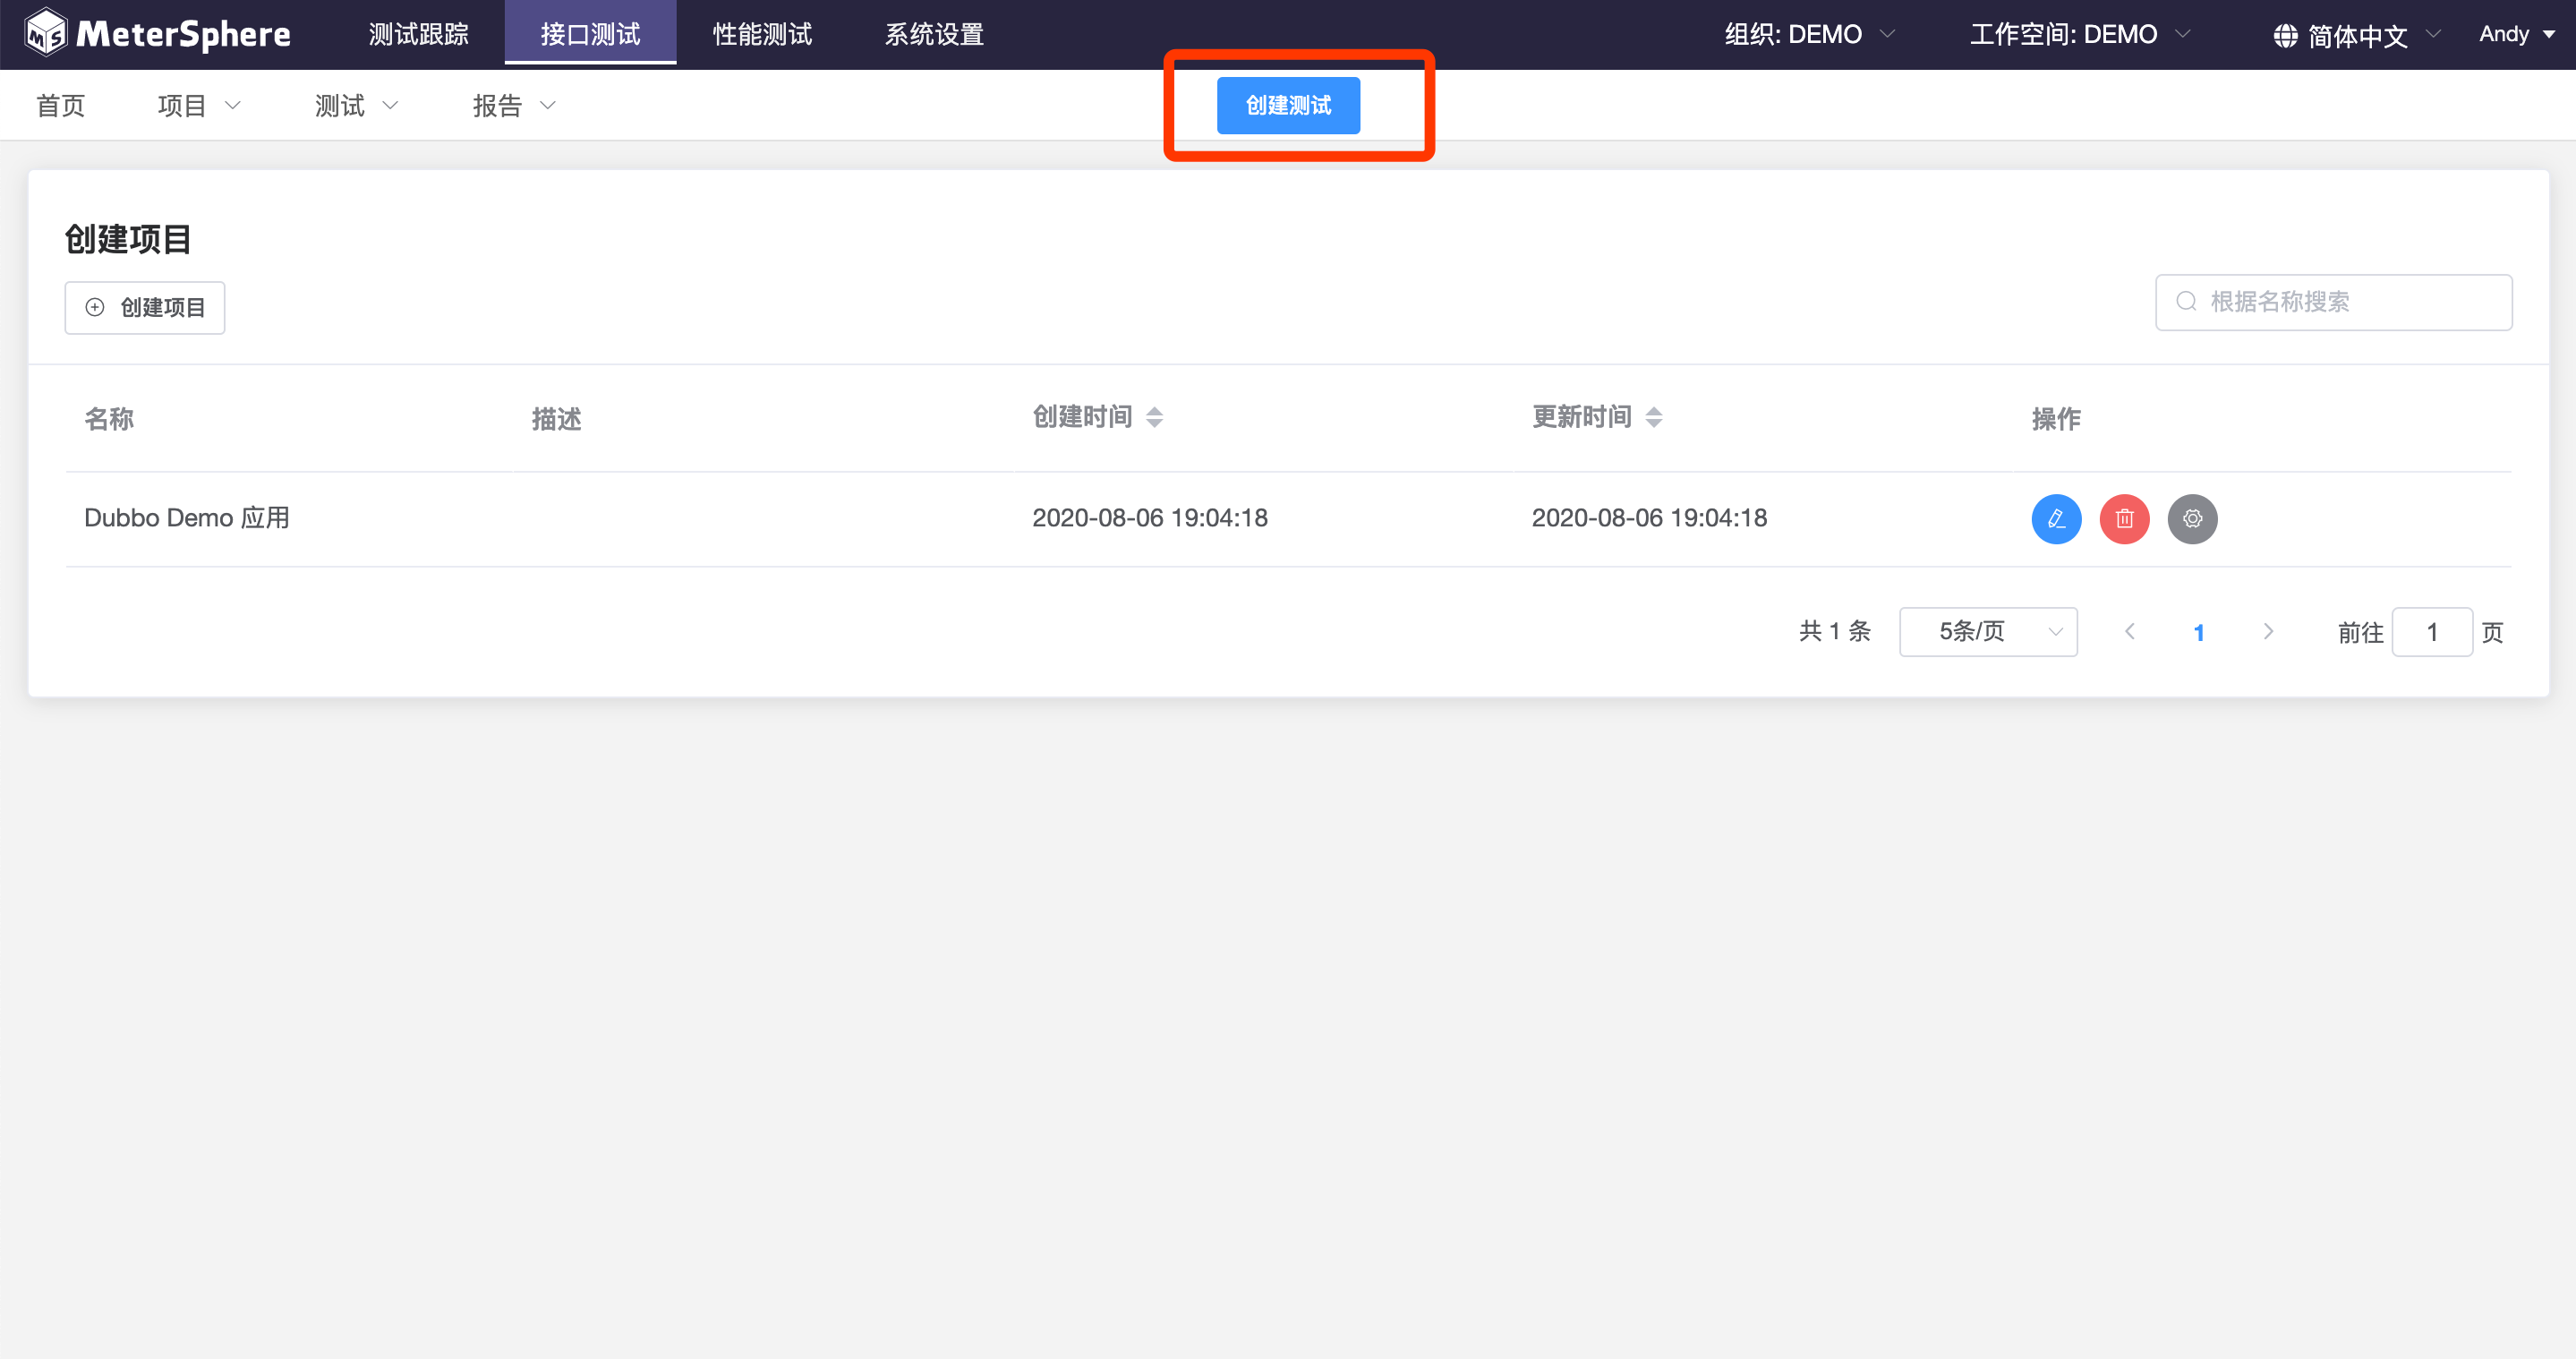 MS MeterSphere 测试跟踪 接口测试 性能测试 系统设置 组织: DEMO 工作空间: DEMO 简体中文 Andy
首页 项目 测试 报告 创建测试
创建项目
创建项目 根据名称搜索
名称 描述 创建时间 更新时间 操作
Dubbo Demo 应用 2020-08-06 19:04:18 2020-08-06 19:04:18
共 1 条 5条/页 1 前往 1 页